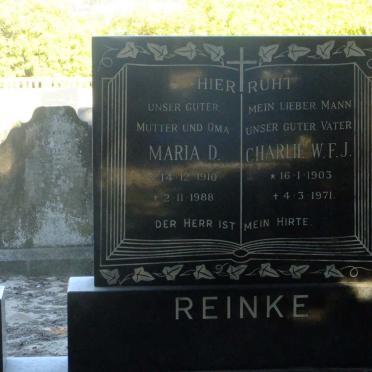 HIER RUHT
UNSER GUTER
MUTTER UND OMA
MARIA D.
14·12·1910
+2·11·1988
MEIN LIEBER MANN
UNSER GUTER VATER
CHARLIE W.F.J.
* 16·1·1903
+ 4·3·1971.
DER HERR IST MEIN HIRTE.
REINKE